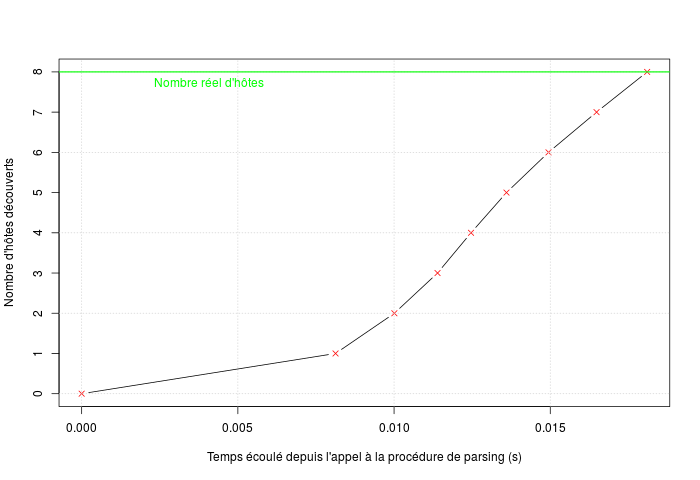 Nombre réel d'hôtes
Nombre d'hôtes découverts
8
7
6
5
4
3
2
1
0
0.000 0.005 0.010 0.015
Temps écoulé depuis l'appel à la procédure de parsing (s)